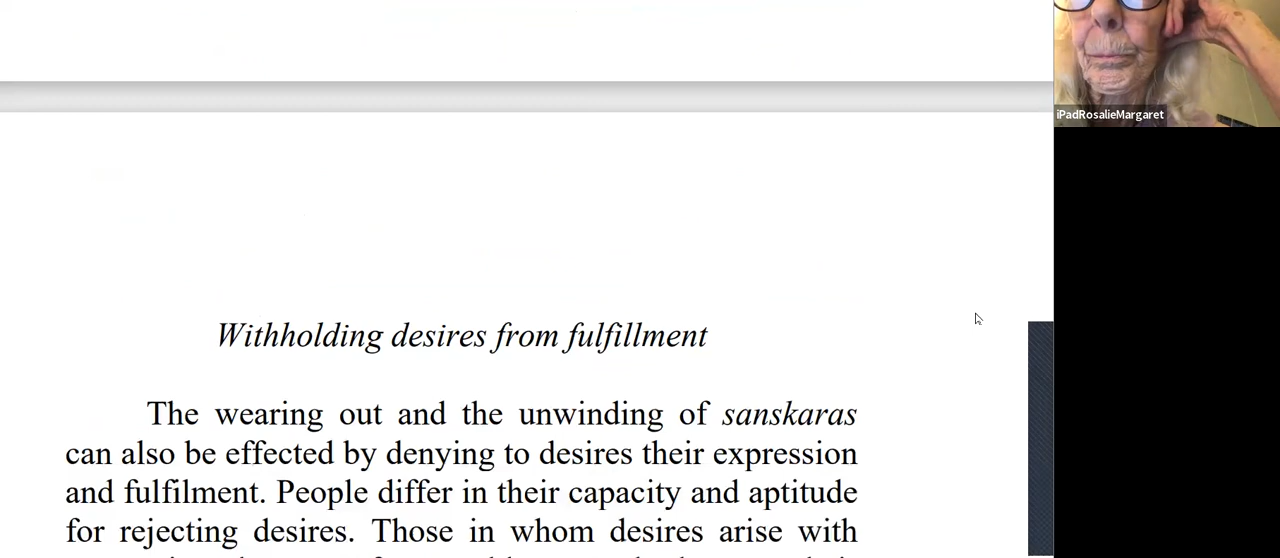 iPadRosalieMargaret
Withholding desires from fulfillment
The wearing out and the unwinding of sanskaras
can also be effected by denying to desires their expression
and fulfilment. People differ in their capacity and aptitude
for rejecting desires. Those in whom desires arise with